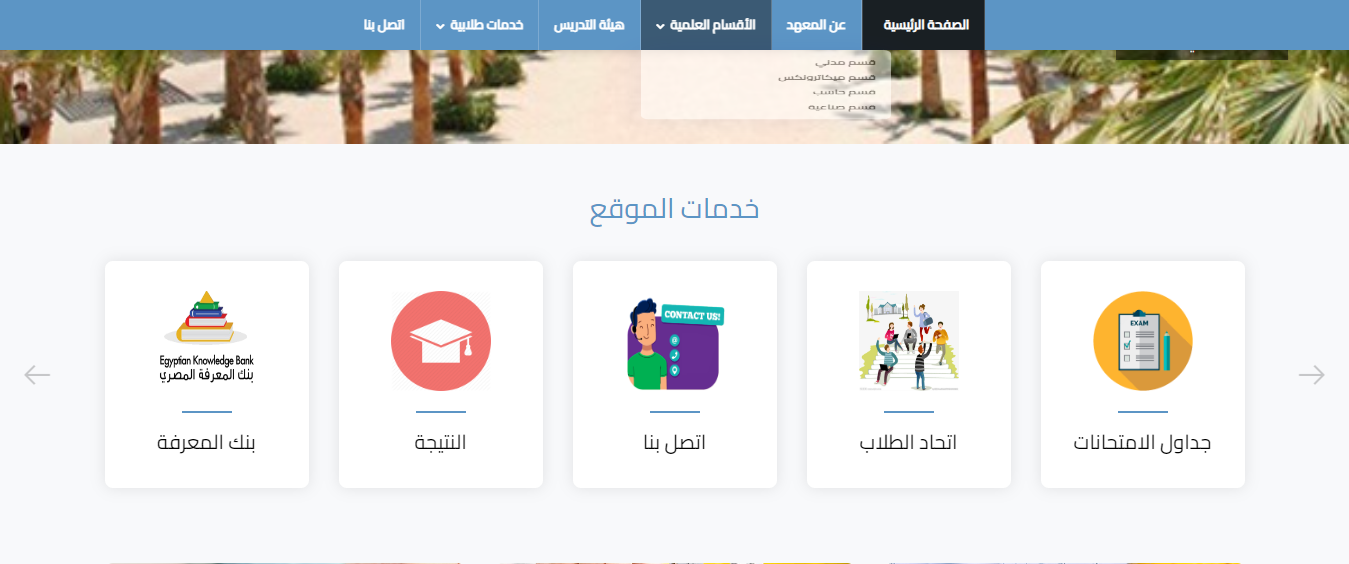 الصفحة الرئيسية
عن المعهد
الأقسام العلمية
هيئة التدريس
خدمات طلابية
اتصل بنا
قسم مدني
قسم ميكاترونكس
قسم حاسب
قسم صناعيه
خدمات الموقع
EXAM
جداول الامتحانات
اتحاد الطلاب
CONTACT US!
اتصل بنا
النتيجة
Egyptian Knowledge Bank
بنك المعرفة المصري
بنك المعرفة